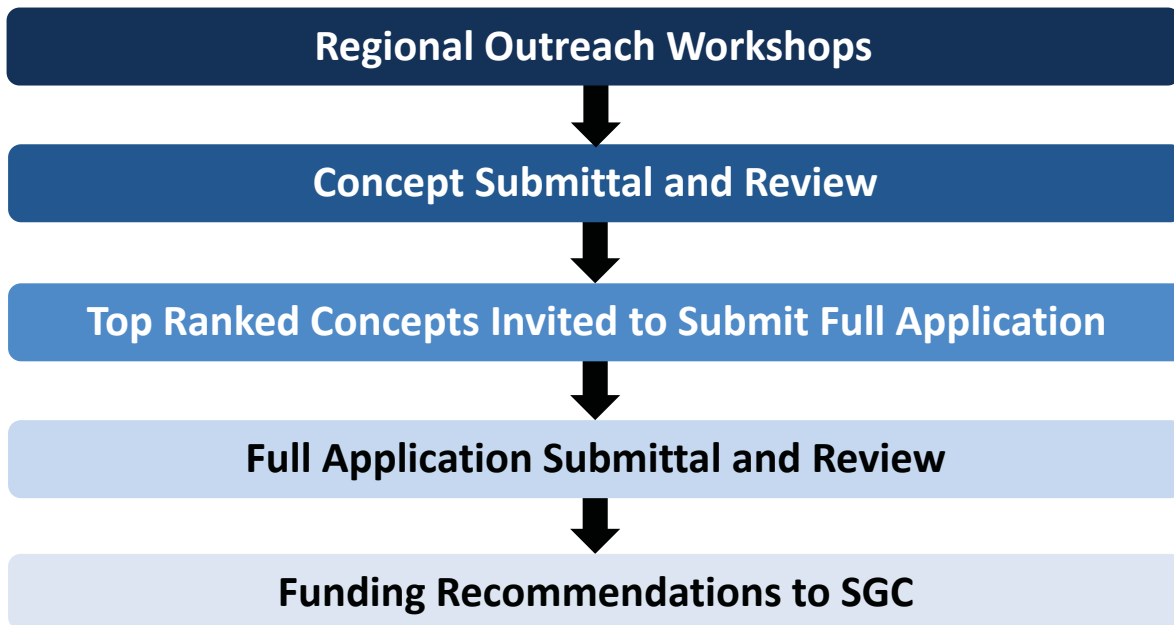 Regional Outreach Workshops
Concept Submittal and Review
Top Ranked Concepts Invited to Submit Full Application
Full Application Submittal and Review
Funding Recommendations to SGC